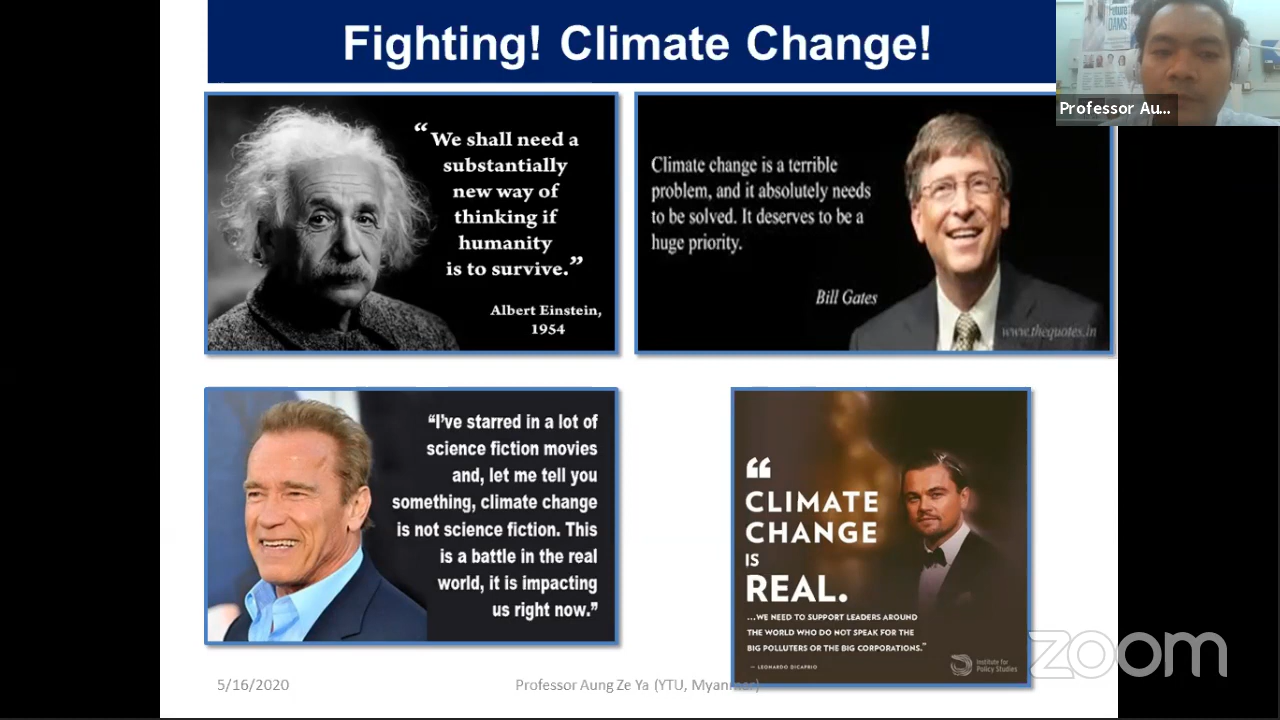 Fighting! Climate Change!
Professor Au...
“We shall need a
substantially
new way of
thinking if
humanity
is to survive.”
Albert Einstein,
1954
Climate change is a terrible
problem, and it absolutely needs
to be solved. It deserves to be a
huge priority.
Bill Gates
www.thequotes.in
“I’ve starred in a lot of
science fiction movies
and, let me tell you
something, climate change
is not science fiction. This
is a battle in the real
world, it is impacting
us right now.”
“
CLIMATE
CHANGE
IS
REAL.
...WE NEED TO SUPPORT LEADERS AROUND
THE WORLD WHO DO NOT SPEAK FOR THE
BIG POLLUTERS OR THE BIG CORPORATIONS.”
— LEONARDO DICAPRIO
Institute for
Policy Studies
zoom
5/16/2020
Professor Aung Ze Ya (YTU, Myanmar)